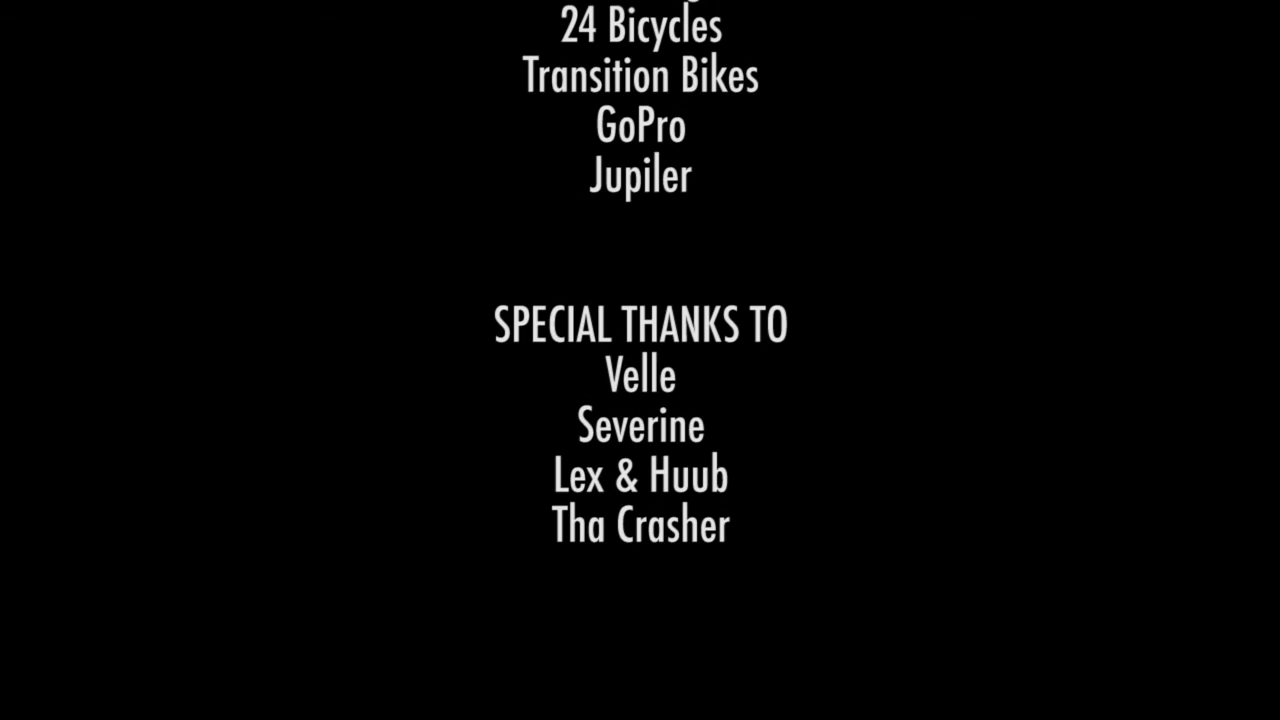 24 Bicycles
Transition Bikes
GoPro
Jupiler
SPECIAL THANKS TO
Velle
Severine
Lex & Huub
Tha Crasher